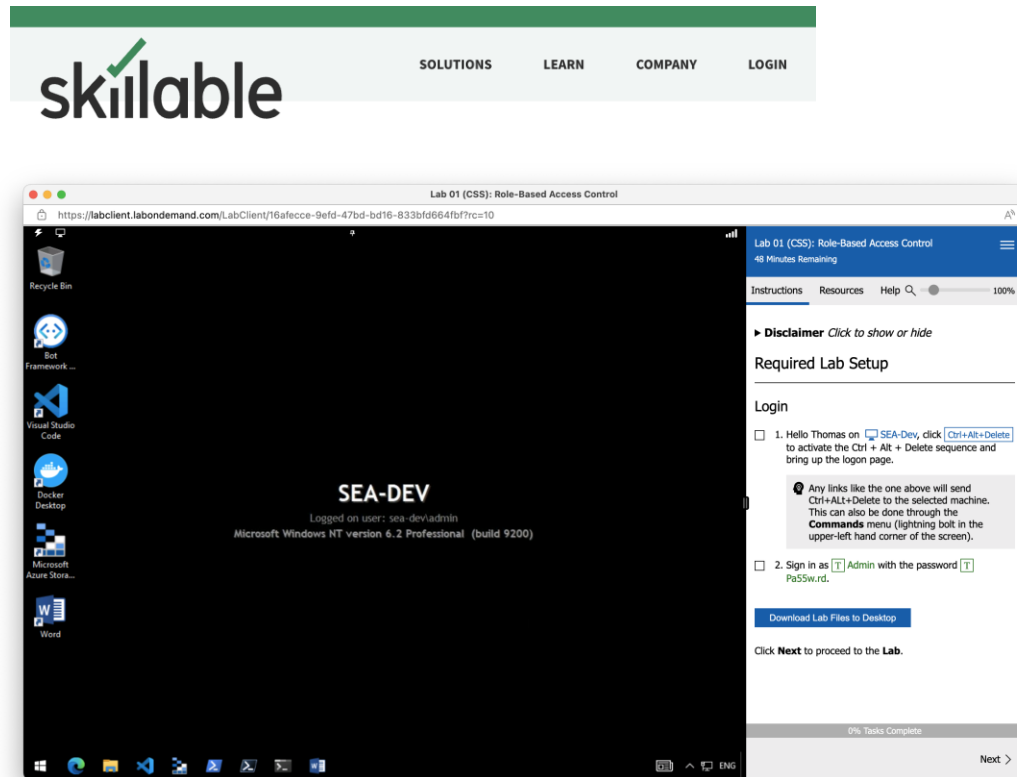 skillable
SOLUTIONS LEARN COMPANY LOGIN
Lab 01 (CSS): Role-Based Access Control
https://labclient.labondemand.com/LabClient/16afecce-9efd-47bd-bd16-833bfd664fbf?rc=10
Recycle Bin
Bot
Framework ...
Visual Studio
Code
Docker
Desktop
Microsoft
Azure Stora...
Word
SEA-DEV
Logged on user: sea-dev\admin
Microsoft Windows NT version 6.2 Professional (build 9200)
ENG
Lab 01 (CSS): Role-Based Access Control
48 Minutes Remaining
Instructions Resources Help 100%
Disclaimer Click to show or hide
Required Lab Setup
Login
1. Hello Thomas on SEA-Dev, click Ctrl+Alt+Delete
to activate the Ctrl + Alt + Delete sequence and
bring up the logon page.
Any links like the one above will send
Ctrl+ALt+Delete to the selected machine.
This can also be done through the
Commands menu (lightning bolt in the
upper-left hand corner of the screen).
2. Sign in as T Admin with the password T
Pa55w.rd.
Download Lab Files to Desktop
Click Next to proceed to the Lab.
0% Tasks Complete
Next >